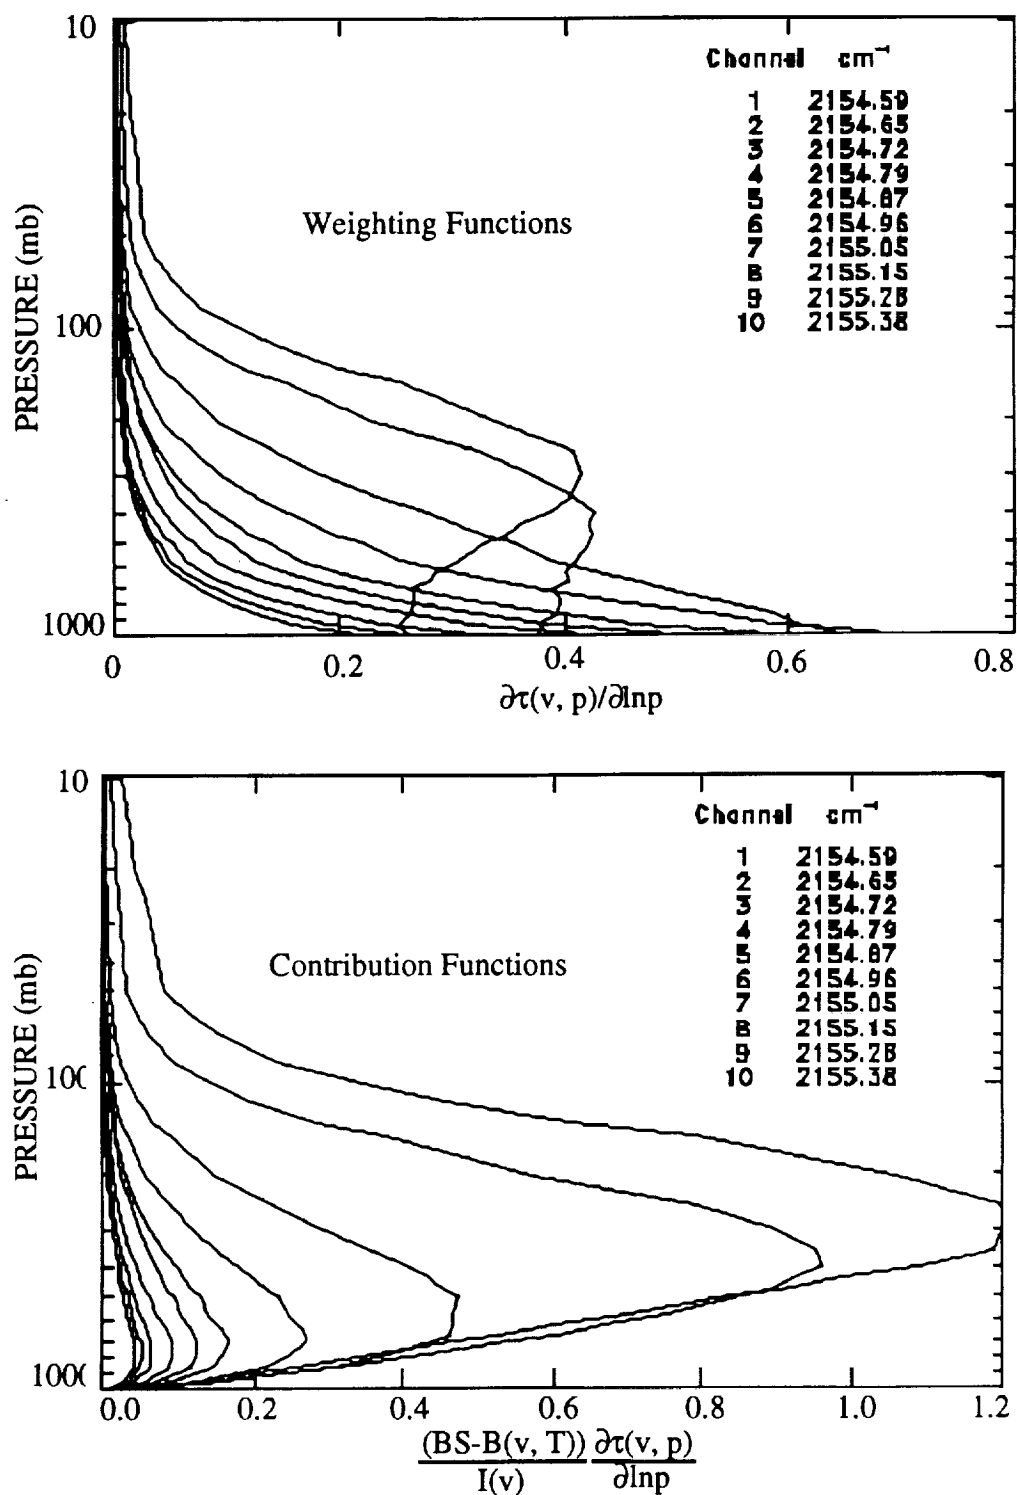 10
Channel cm⁻¹
1 2154.59
2 2154.65
3 2154.72
4 2154.79
5 2154.87
6 2154.96
7 2155.05
8 2155.15
9 2155.28
10 2155.38
Weighting Functions
PRESSURE (mb)
100
1000
0 0.2 0.4 0.6 0.8
∂τ(v, p)/∂lnp
10
Channel cm⁻¹
1 2154.59
2 2154.65
3 2154.72
4 2154.79
5 2154.87
6 2154.96
7 2155.05
8 2155.15
9 2155.28
10 2155.38
Contribution Functions
PRESSURE (mb)
100
1000
0.0 0.2 0.4 0.6 0.8 1.0 1.2
(BS-B(v, T)) ∂τ(v, p)
I(v) ∂lnp